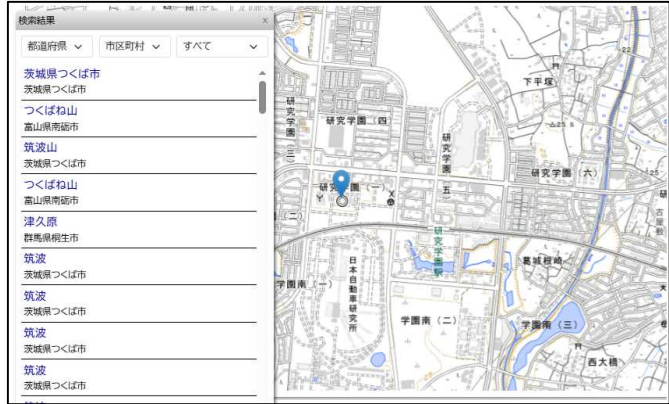 検索結果
×
都道府県
市区町村
すべて
茨城県つくば市
茨城県つくば市
つくばね山
富山県南砺市
筑波山
茨城県つくば市
つくばね山
富山県南砺市
津久原
群馬県桐生市
筑波
茨城県つくば市
筑波
茨城県つくば市
筑波
茨城県つくば市
筑波
茨城県つくば市
下平塚
22
研究学園(四)
研究学園(三)
研究学園(五)
研究学園(六)
研究学園(一)
(二)
研究学園駅
葛城根崎
日本自動車研究所
学園南(一)
学園南(二)
学園南(三)
西大橋